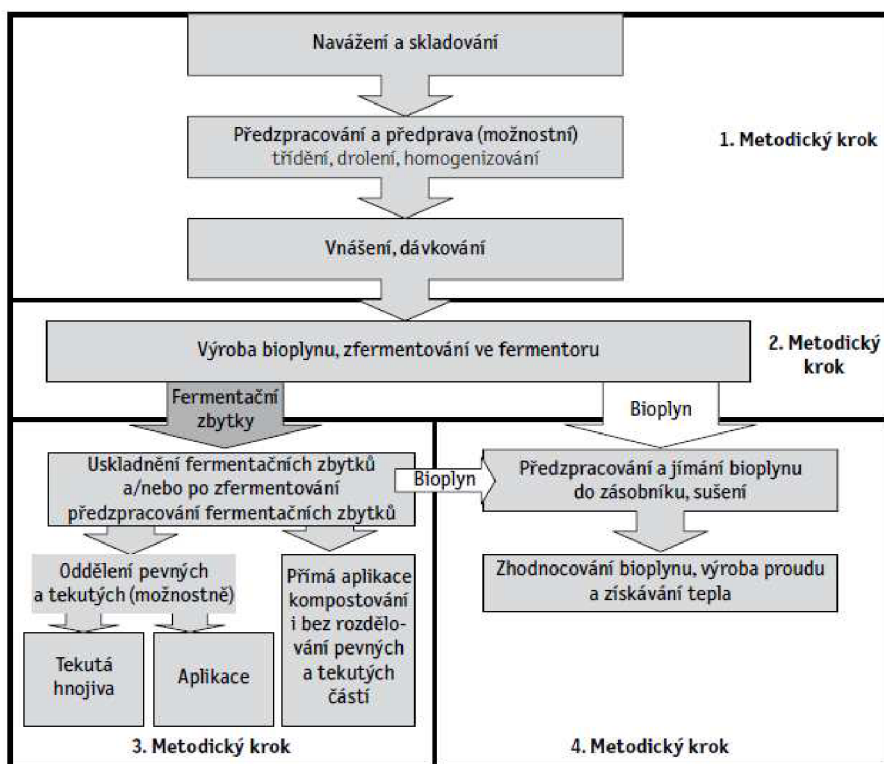 Navážení a skladování
Předzpracování a předprava (možnostní)
třídění, drolení, homogenizování
1. Metodický krok
Vnášení, dávkování
Výroba bioplynu, zfermentování ve fermentoru
2. Metodický
krok
Fermentační
zbytky
Bioplyn
Uskladnění fermentačních zbytků
a/nebo po zfermentování
předzpracování fermentačních zbytků
Bioplyn
Předzpracování a jímání bioplynu
do zásobníku, sušení
Oddělení pevných
a tekutých (možnostně)
Přímá aplikace
kompostování
i bez rozdělo-
vání pevných
a tekutých
částí
Zhodnocování bioplynu, výroba proudu
a získávání tepla
Tekutá
hnojiva
Aplikace
3. Metodický krok
4. Metodický krok